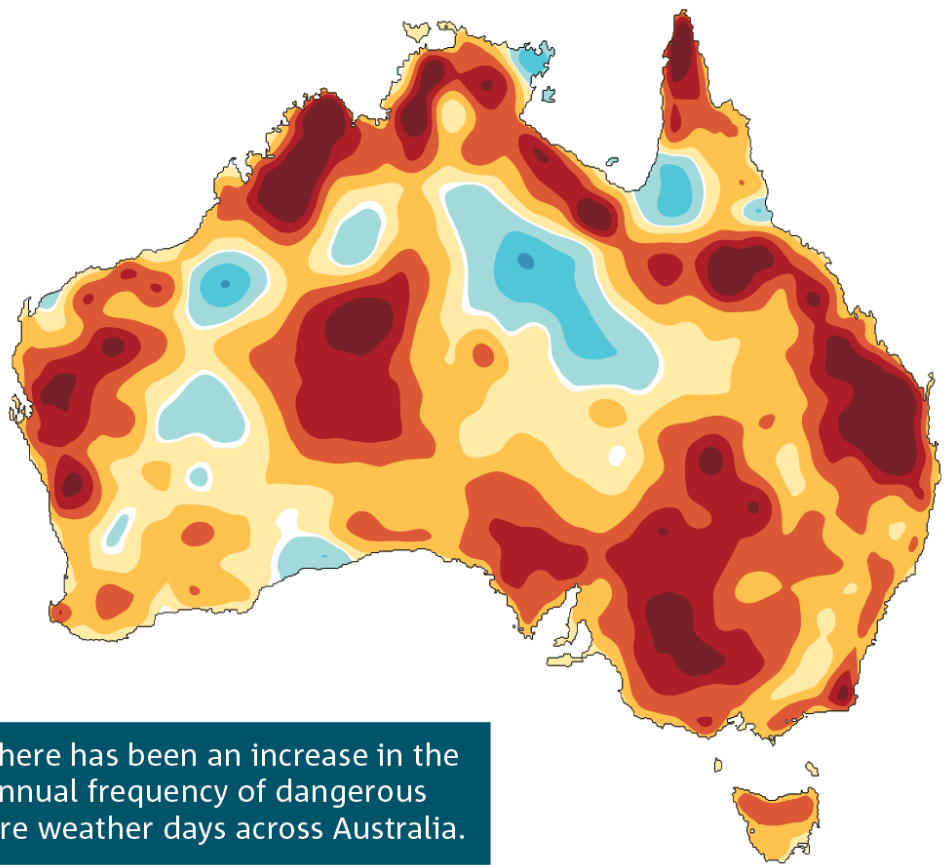 here has been an increase in the
nnual frequency of dangerous
re weather days across Australia.